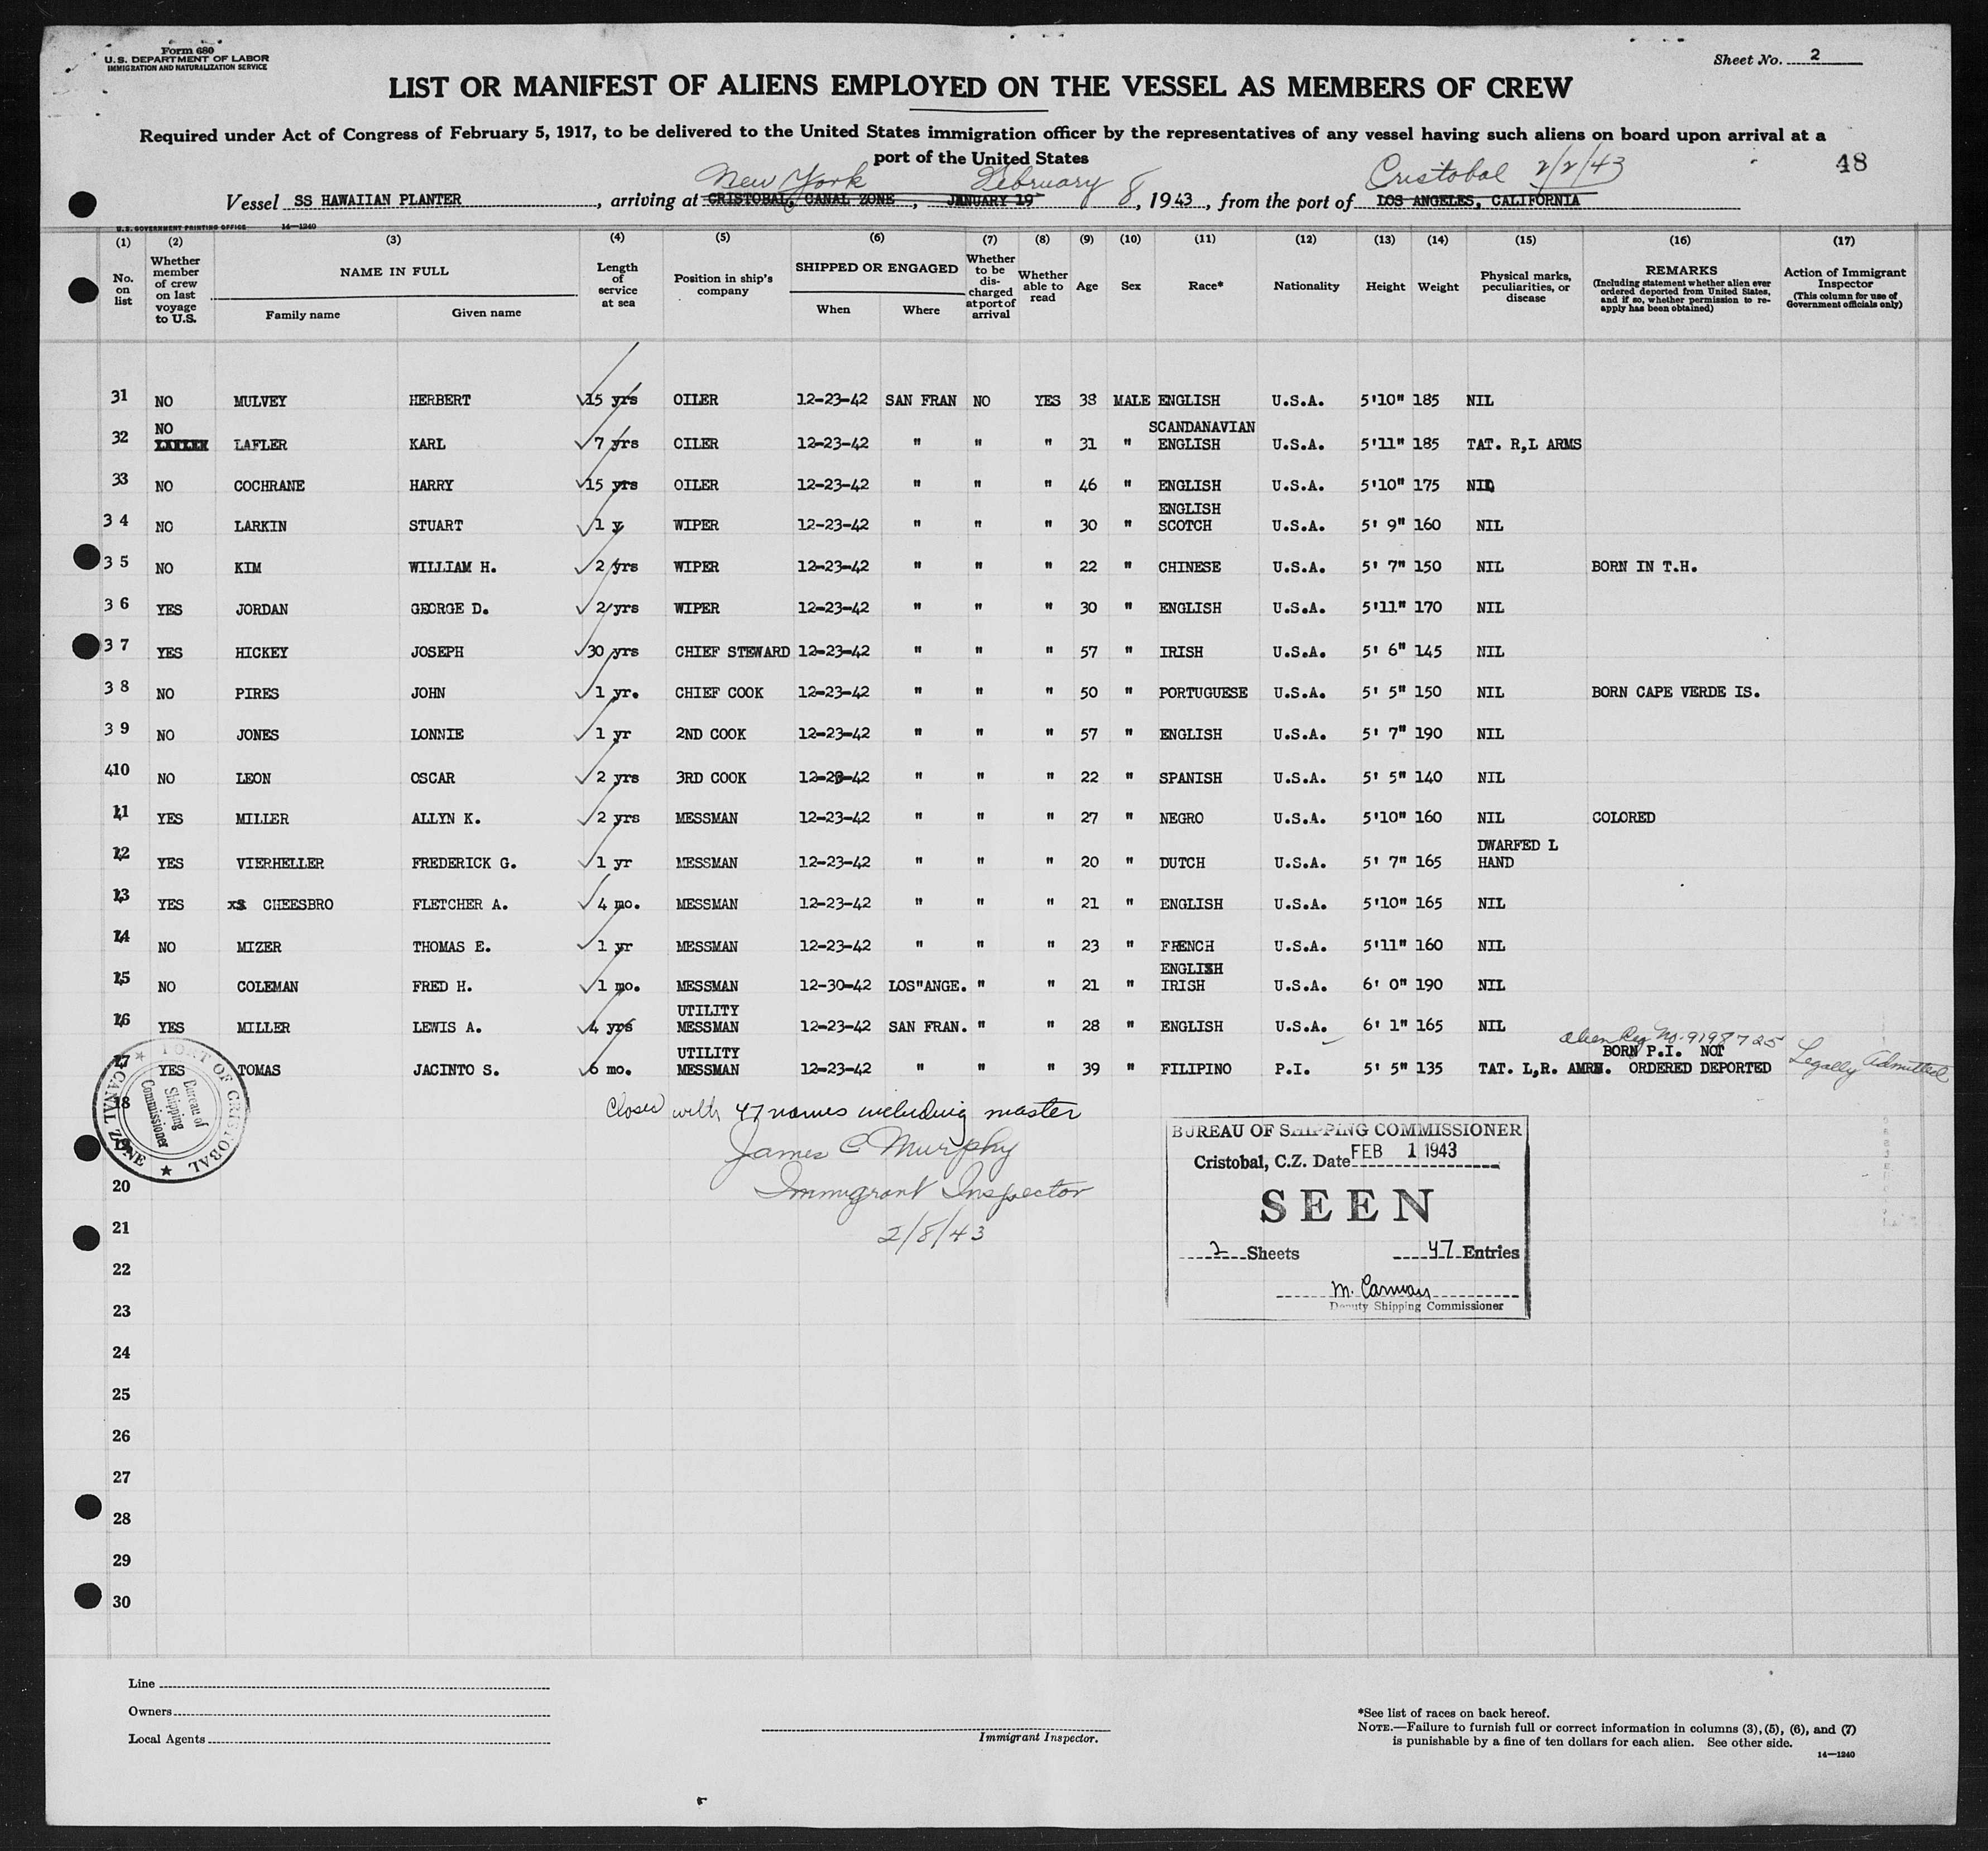 Form 680
U. S. DEPARTMENT OF LABOR
IMMIGRATION AND NATURALIZATION SERVICE
Sheet No. 2
LIST OR MANIFEST OF ALIENS EMPLOYED ON THE VESSEL AS MEMBERS OF CREW
Required under Act of Congress of February 5, 1917, to be delivered to the United States immigration officer by the representatives of any vessel having such aliens on board upon arrival at a
port of the United States
48
New York February 8 Cristobal 2/2/43
Vessel SS HAWAIIAN PLANTER, arriving at CRISTOBAL, CANAL ZONE, JANUARY 19, 1943, from the port of LOS ANGELES, CALIFORNIA
U. S. GOVERNMENT PRINTING OFFICE 14—1240
(1) (2) (3) (4) (5) (6) (7) (8) (9) (10) (11) (12) (13) (14) (15) (16) (17)
No. on list
Whether member of crew on last voyage to U.S.
NAME IN FULL
Family name Given name
Length of service at sea
Position in ship's company
SHIPPED OR ENGAGED
When Where
Whether to be discharged at port of arrival
Whether able to read
Age
Sex
Race*
Nationality
Height
Weight
Physical marks, peculiarities, or disease
REMARKS
(Including statement whether alien ever ordered deported from United States, and if so, whether permission to re-apply has been obtained)
Action of Immigrant Inspector
(This column for use of Government officials only)
31 NO MULVEY HERBERT 15 yrs OILER 12-23-42 SAN FRAN NO YES 38 MALE ENGLISH U.S.A. 5'10" 185 NIL
NO SCANDANAVIAN
32 LAFLER KARL 7 yrs OILER 12-23-42 " " " 31 " ENGLISH U.S.A. 5'11" 185 TAT. R,L ARMS
33 NO COCHRANE HARRY 15 yrs OILER 12-23-42 " " " 46 " ENGLISH U.S.A. 5'10" 175 NIL
ENGLISH
34 NO LARKIN STUART 1 y WIPER 12-23-42 " " " 30 " SCOTCH U.S.A. 5' 9" 160 NIL
35 NO KIM WILLIAM H. 2 yrs WIPER 12-23-42 " " " 22 " CHINESE U.S.A. 5' 7" 150 NIL BORN IN T.H.
36 YES JORDAN GEORGE D. 2 yrs WIPER 12-23-42 " " " 30 " ENGLISH U.S.A. 5'11" 170 NIL
37 YES HICKEY JOSEPH 30 yrs CHIEF STEWARD 12-23-42 " " " 57 " IRISH U.S.A. 5' 6" 145 NIL
38 NO PIRES JOHN 1 yr. CHIEF COOK 12-23-42 " " " 50 " PORTUGUESE U.S.A. 5' 5" 150 NIL BORN CAPE VERDE IS.
39 NO JONES LONNIE 1 yr 2ND COOK 12-23-42 " " " 57 " ENGLISH U.S.A. 5' 7" 190 NIL
410 NO LEON OSCAR 2 yrs 3RD COOK 12-23-42 " " " 22 " SPANISH U.S.A. 5' 5" 140 NIL
11 YES MILLER ALLYN K. 2 yrs MESSMAN 12-23-42 " " " 27 " NEGRO U.S.A. 5'10" 160 NIL COLORED
DWARFED L
12 YES VIERHELLER FREDERICK G. 1 yr MESSMAN 12-23-42 " " " 20 " DUTCH U.S.A. 5' 7" 165 HAND
13 YES CHEESBRO FLETCHER A. 4 mo. MESSMAN 12-23-42 " " " 21 " ENGLISH U.S.A. 5'10" 165 NIL
14 NO MIZER THOMAS E. 1 yr MESSMAN 12-23-42 " " " 23 " FRENCH U.S.A. 5'11" 160 NIL
ENGLISH
15 NO COLEMAN FRED H. 1 mo. MESSMAN 12-30-42 LOS"ANGE. " " 21 " IRISH U.S.A. 6' 0" 190 NIL
UTILITY
16 YES MILLER LEWIS A. 4 yrs MESSMAN 12-23-42 SAN FRAN. " " 28 " ENGLISH U.S.A. 6' 1" 165 NIL
Alien Reg No. 9198725
UTILITY BORN P.I. NOT
17 YES TOMAS JACINTO S. 6 mo. MESSMAN 12-23-42 " " " 39 " FILIPINO P.I. 5' 5" 135 TAT. L,R. ARM. ORDERED DEPORTED Legally Admitted
18
Closed with 47 names including master
James C Murphy
Immigrant Inspector
2/8/43
PORT OF CRISTOBAL
CANAL ZONE
Bureau of
Shipping
Commissioner
BUREAU OF SHIPPING COMMISSIONER
Cristobal, C.Z. Date FEB 1 1943
SEEN
2 Sheets 47 Entries
Deputy Shipping Commissioner
19
20
21
22
23
24
25
26
27
28
29
30
Line
Owners
Local Agents
Immigrant Inspector.
*See list of races on back hereof.
NOTE.—Failure to furnish full or correct information in columns (3), (5), (6), and (7)
is punishable by a fine of ten dollars for each alien. See other side.
14—1240